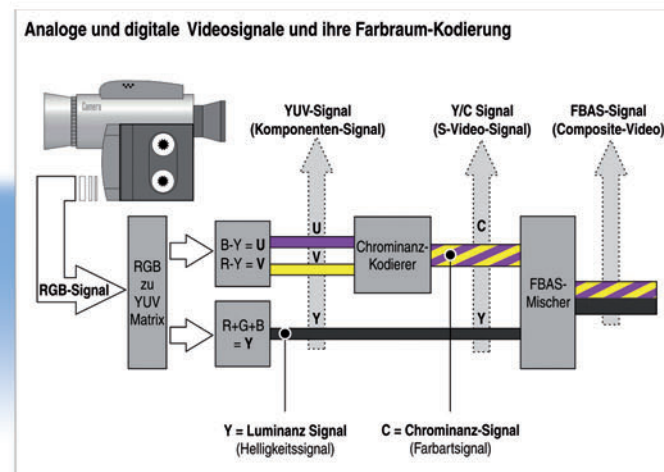 Analoge und digitale Videosignale und ihre Farbraum-Kodierung
Camera
YUV-Signal
(Komponenten-Signal)
Y/C Signal
(S-Video-Signal)
FBAS-Signal
(Composite-Video)
RGB-Signal
RGB
zu
YUV
Matrix
B-Y = U
R-Y = V
R+G+B
= Y
U
V
Y
Chrominanz-
Kodierer
C
Y
FBAS-
Mischer
Y = Luminanz Signal
(Helligkeitssignal)
C = Chrominanz-Signal
(Farbartsignal)